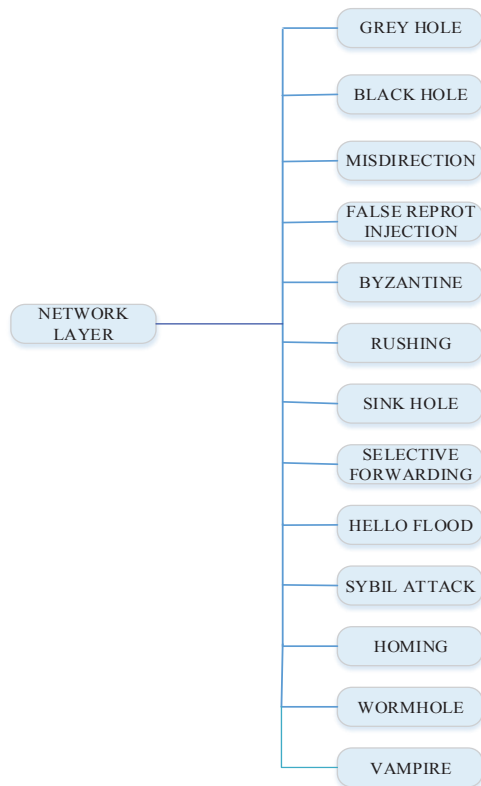 GREY HOLE
BLACK HOLE
MISDIRECTION
FALSE REPROT
INJECTION
BYZANTINE
NETWORK
LAYER
RUSHING
SINK HOLE
SELECTIVE
FORWARDING
HELLO FLOOD
SYBIL ATTACK
HOMING
WORMHOLE
VAMPIRE